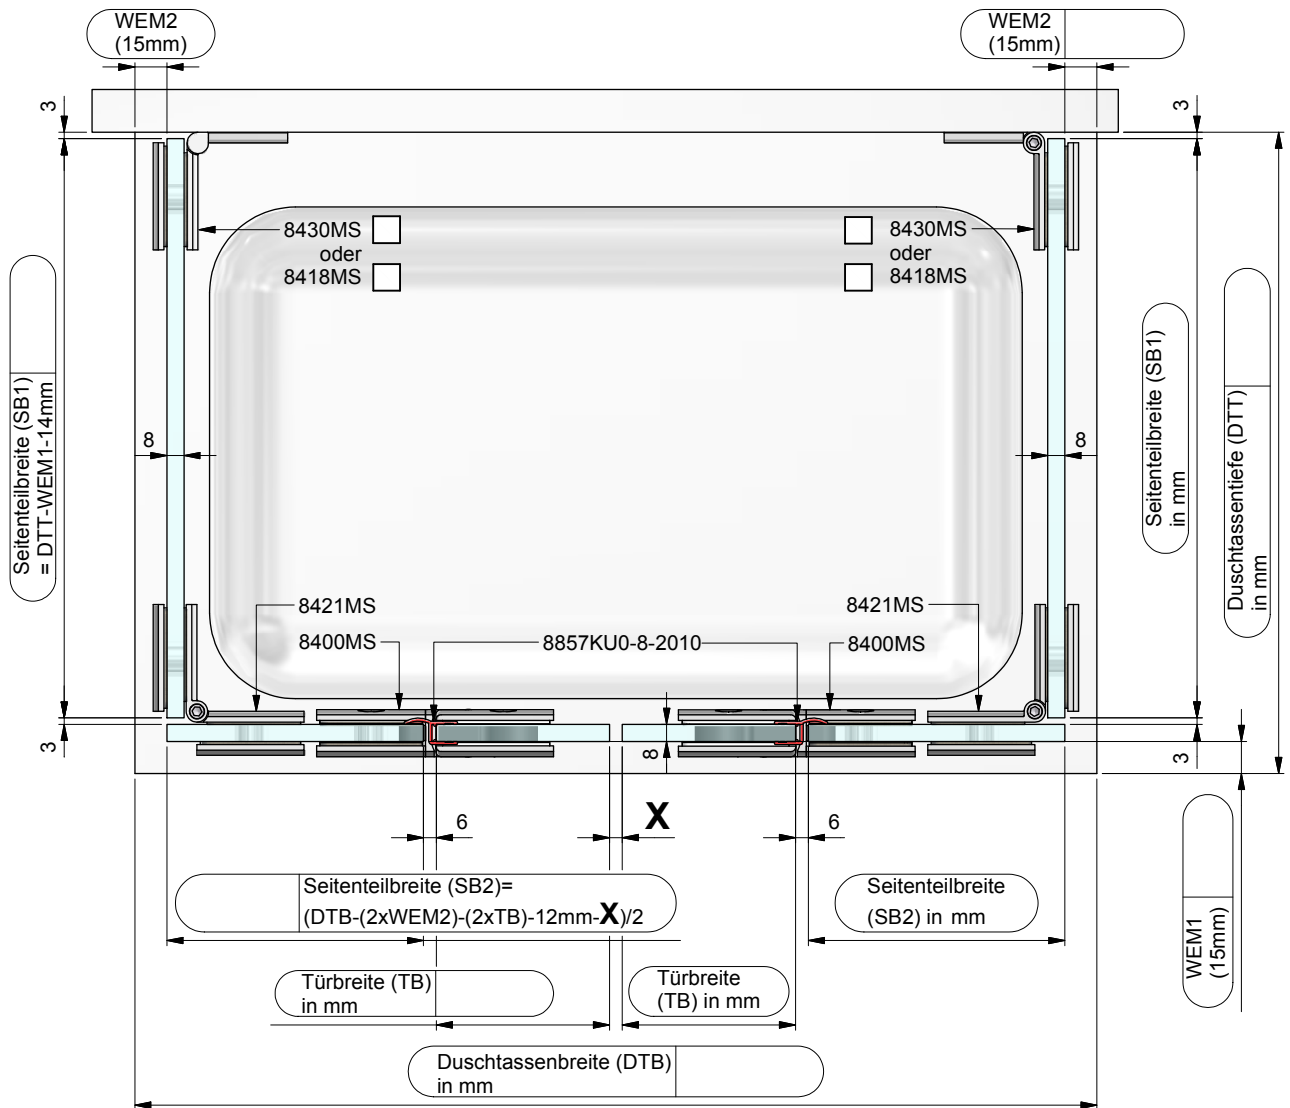 WEM2
(15mm)
WEM2
(15mm)
3
3
8430MS
oder
8418MS
8430MS
oder
8418MS
Seitenteilbreite (SB1)
= DTT-WEM1-14mm
8
8
Seitenteilbreite (SB1)
in mm
Duschtassentiefe (DTT)
in mm
8421MS
8421MS
8400MS
8857KU0-8-2010
8400MS
3
8
3
6
X
6
Seitenteilbreite (SB2)=
(DTB-(2xWEM2)-(2xTB)-12mm-X)/2
Seitenteilbreite
(SB2) in mm
WEM1
(15mm)
Türbreite (TB)
in mm
Türbreite
(TB) in mm
Duschtassenbreite (DTB)
in mm